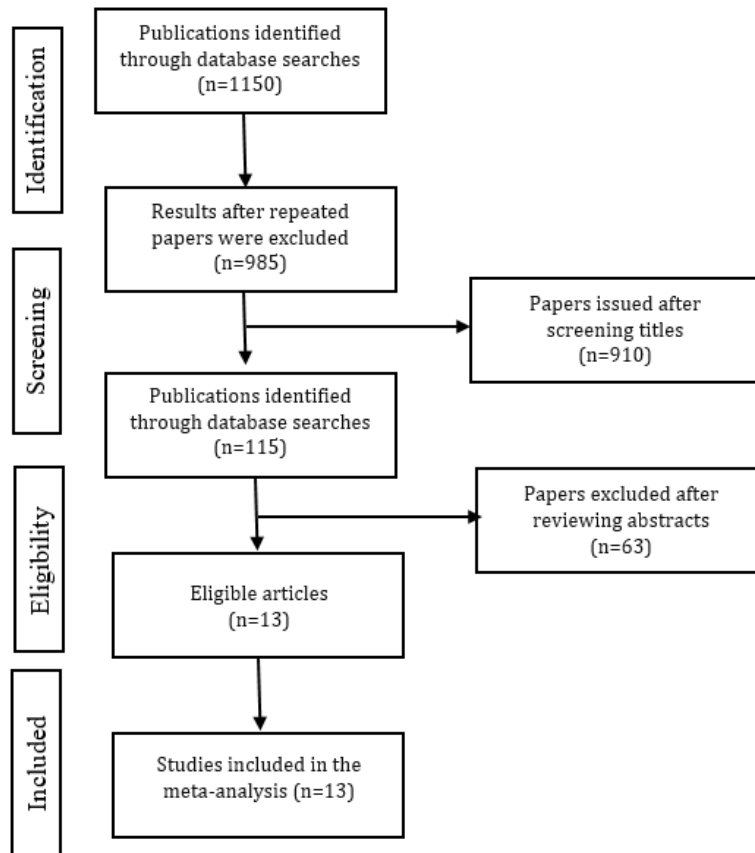 Identification
Publications identified
through database searches
(n=1150)
Results after repeated
papers were excluded
(n=985)
Screening
Papers issued after
screening titles
(n=910)
Publications identified
through database searches
(n=115)
Eligibility
Papers excluded after
reviewing abstracts
(n=63)
Eligible articles
(n=13)
Included
Studies included in the
meta-analysis (n=13)